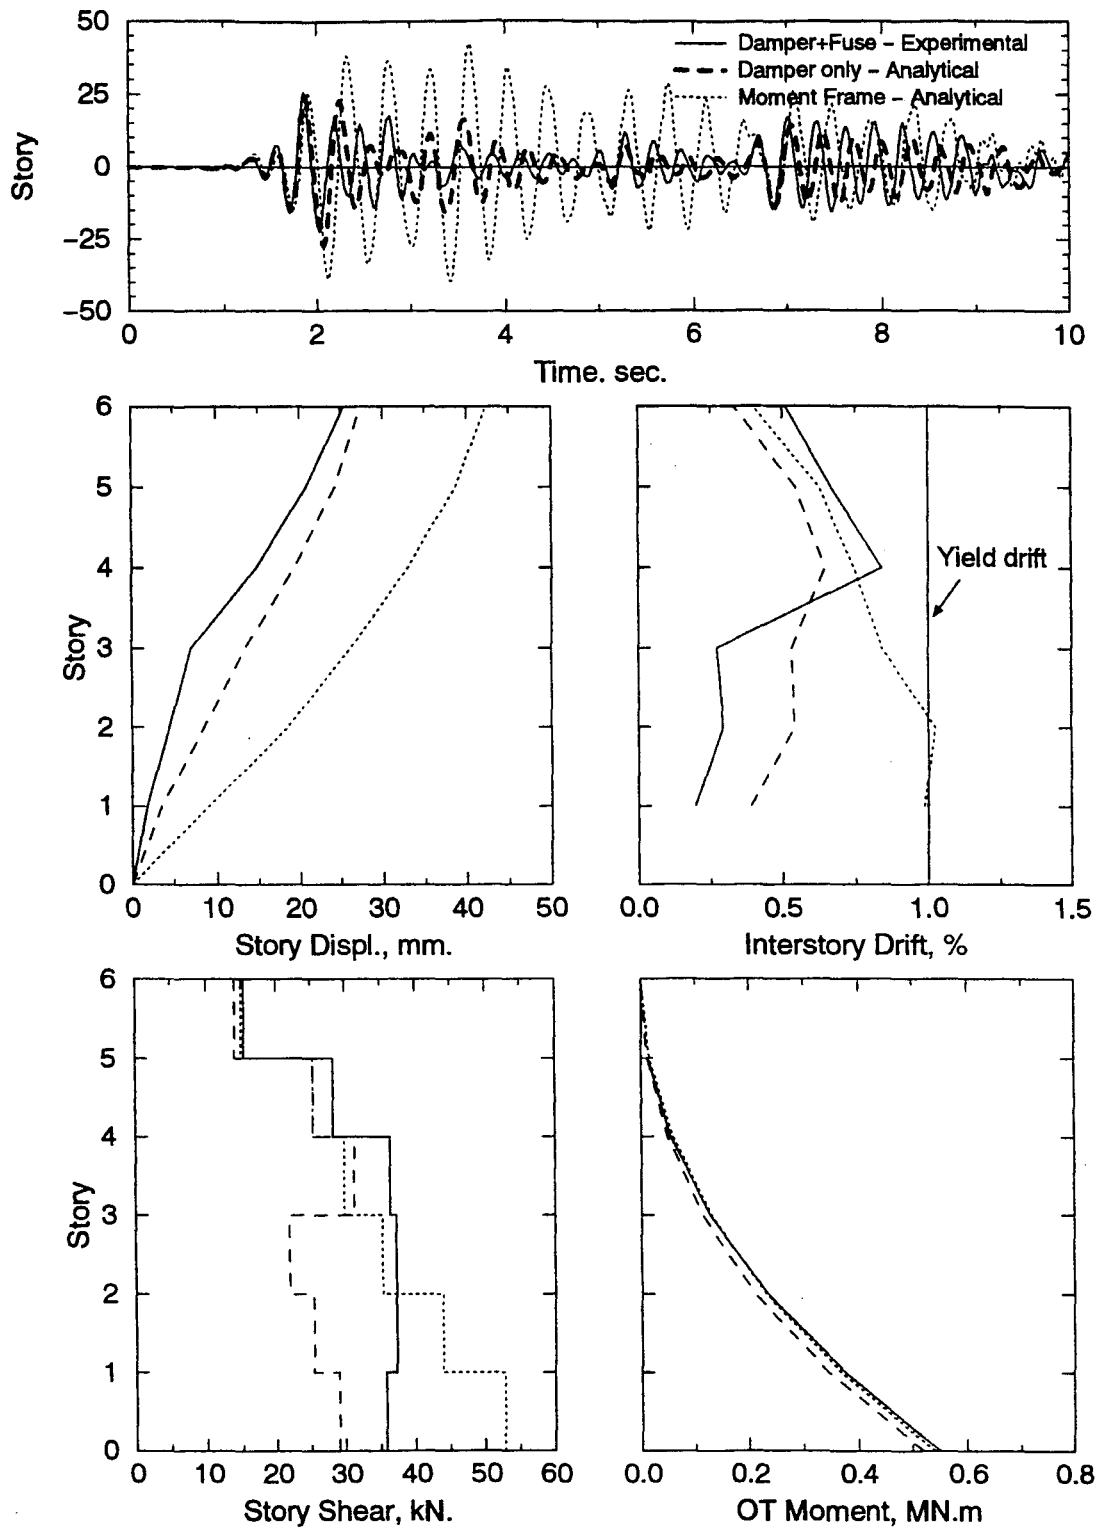 50
25
0
−25
−50
Story
Damper+Fuse − Experimental
Damper only − Analytical
Moment Frame − Analytical
0 2 4 6 8 10
Time. sec.
6
5
4
3
2
1
0
Story
0 10 20 30 40 50
Story Displ., mm.
Yield drift
0.0 0.5 1.0 1.5
Interstory Drift, %
6
5
4
3
2
1
0
Story
0 10 20 30 40 50 60
Story Shear, kN.
0.0 0.2 0.4 0.6 0.8
OT Moment, MN.m